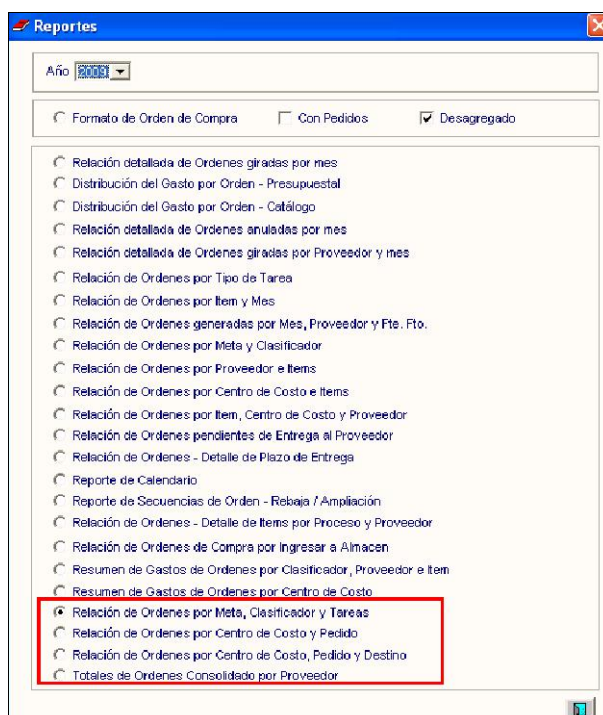 Reportes
Año 2009
Formato de Orden de Compra Con Pedidos Desagregado
Relación detallada de Ordenes giradas por mes
Distribución del Gasto por Orden - Presupuestal
Distribución del Gasto por Orden - Catálogo
Relación detallada de Ordenes anuladas por mes
Relación detallada de Ordenes giradas por Proveedor y mes
Relación de Ordenes por Tipo de Tarea
Relación de Ordenes por Item y Mes
Relación de Ordenes generadas por Mes, Proveedor y Fte. Fto.
Relación de Ordenes por Meta y Clasificador
Relación de Ordenes por Proveedor e Items
Relación de Ordenes por Centro de Costo e Items
Relación de Ordenes por Item, Centro de Costo y Proveedor
Relación de Ordenes pendientes de Entrega al Proveedor
Relación de Ordenes - Detalle de Plazo de Entrega
Reporte de Calendario
Reporte de Secuencias de Orden - Rebaja / Ampliación
Relación de Ordenes - Detalle de Items por Proceso y Proveedor
Relación de Ordenes de Compra por Ingresar a Almacen
Resumen de Gastos de Ordenes por Clasificador, Proveedor e Item
Resumen de Gastos de Ordenes por Centro de Costo
Relación de Ordenes por Meta, Clasificador y Tareas
Relación de Ordenes por Centro de Costo y Pedido
Relación de Ordenes por Centro de Costo, Pedido y Destino
Totales de Ordenes Consolidado por Proveedor